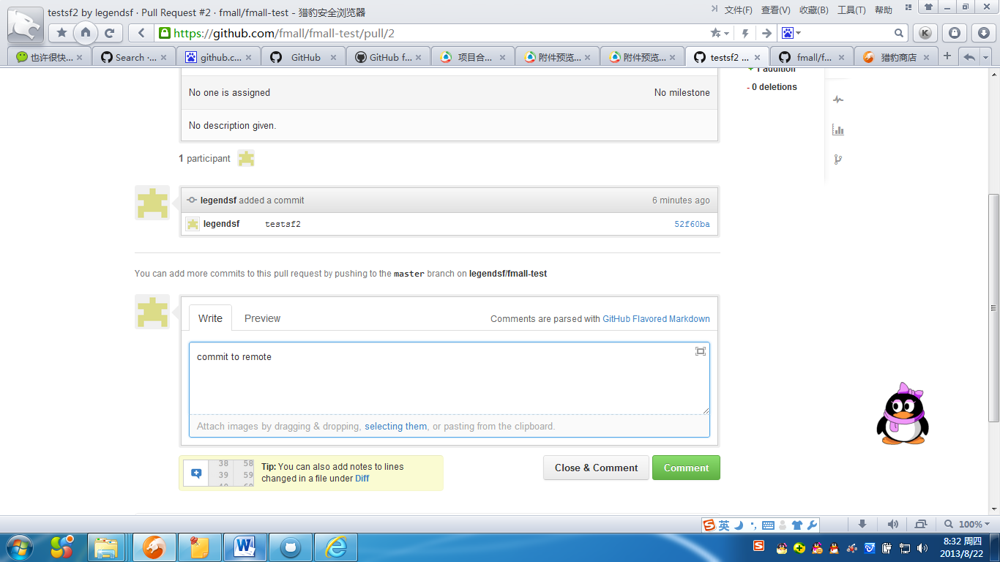 testsf2 by legendsf · Pull Request #2 · fmall/fmall-test - 猎豹安全浏览器
文件(F) 查看(V) 收藏(B) 工具(T) 帮助
https://github.com/fmall/fmall-test/pull/2
也许很快...
Search ·...
github.c...
GitHub
GitHub f...
项目合...
附件预览...
附件预览...
testsf2 ...
fmall/f...
猎豹商店
+ 1 addition
No one is assigned
No milestone
- 0 deletions
No description given.
1 participant
legendsf added a commit
6 minutes ago
legendsf testsf2 52f60ba
You can add more commits to this pull request by pushing to the master branch on legendsf/fmall-test
Write Preview
Comments are parsed with GitHub Flavored Markdown
commit to remote
Attach images by dragging & dropping, selecting them, or pasting from the clipboard.
38 58
39 59
Tip: You can also add notes to lines
changed in a file under Diff
Close & Comment
Comment
英
100%
8:32 周四
2013/8/22